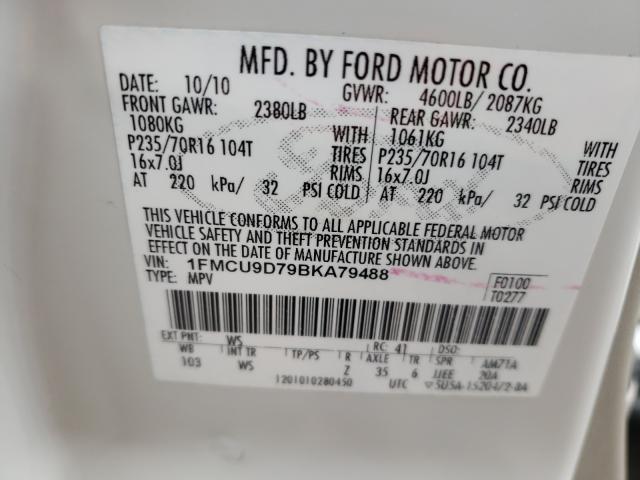 MFD. BY FORD MOTOR CO.
DATE: 10/10 GVWR: 4600LB/ 2087KG
FRONT GAWR: 2380LB REAR GAWR: 2340LB
1080KG WITH 1061KG WITH
P235/70R16 104T TIRES P235/70R16 104T TIRES
16x7.0J RIMS 16x7.0J RIMS
AT 220 kPa/ 32 PSI COLD AT 220 kPa/ 32 PSI COLD
THIS VEHICLE CONFORMS TO ALL APPLICABLE FEDERAL MOTOR
VEHICLE SAFETY AND THEFT PREVENTION STANDARDS IN
EFFECT ON THE DATE OF MANUFACTURE SHOWN ABOVE.
VIN: 1FMCU9D79BKA79488 F0100
TYPE: MPV T0277
EXT PNT: WS RC: 41 DSO:
WB INT TR TP/PS R AXLE TR SPR AM71A
103 WS Z 35 6 JJEE 20A
1201010280450 UTC